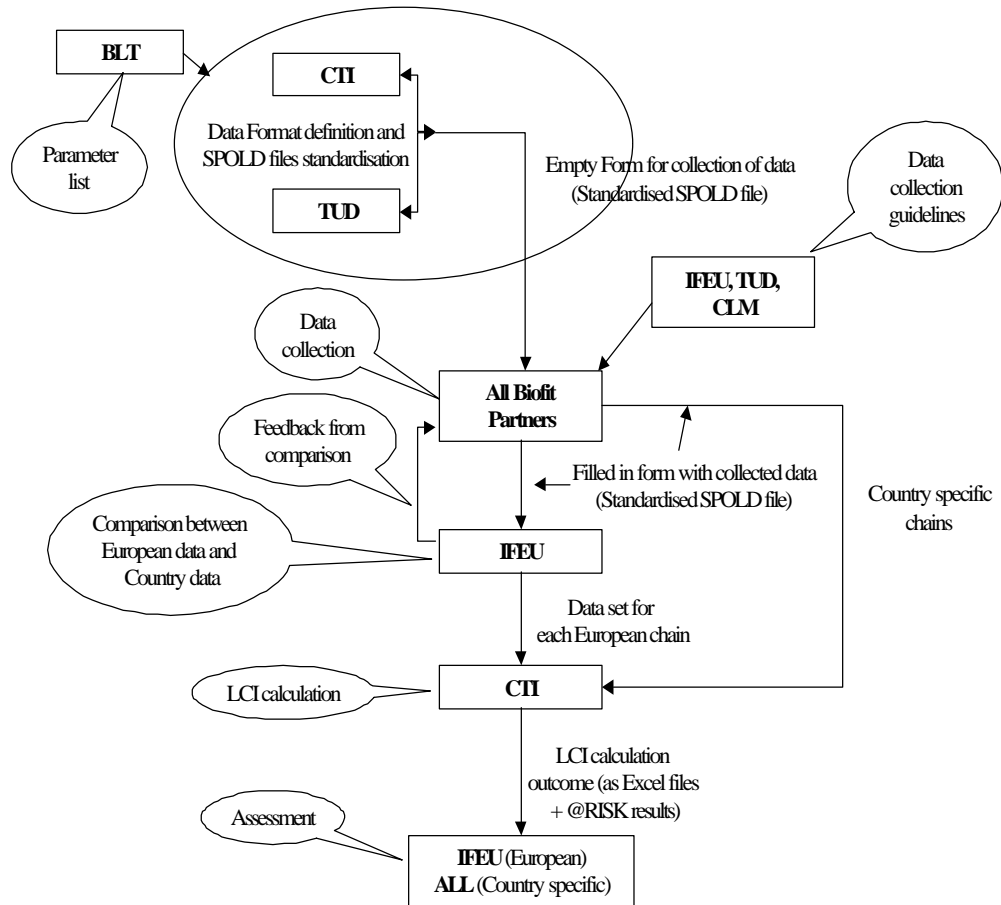 BLT
CTI
Data Format definition and
SPOLD files standardisation
TUD
Parameter
list
Empty Form for collection of data
(Standardised SPOLD file)
Data
collection
guidelines
IFEU, TUD,
CLM
Data
collection
All Biofit
Partners
Feedback from
comparison
Filled in form with collected data
(Standardised SPOLD file)
Country specific
chains
Comparison between
European data and
Country data
IFEU
Data set for
each European chain
LCI calculation
CTI
LCI calculation
outcome (as Excel files
+ @RISK results)
Assessment
IFEU (European)
ALL (Country specific)